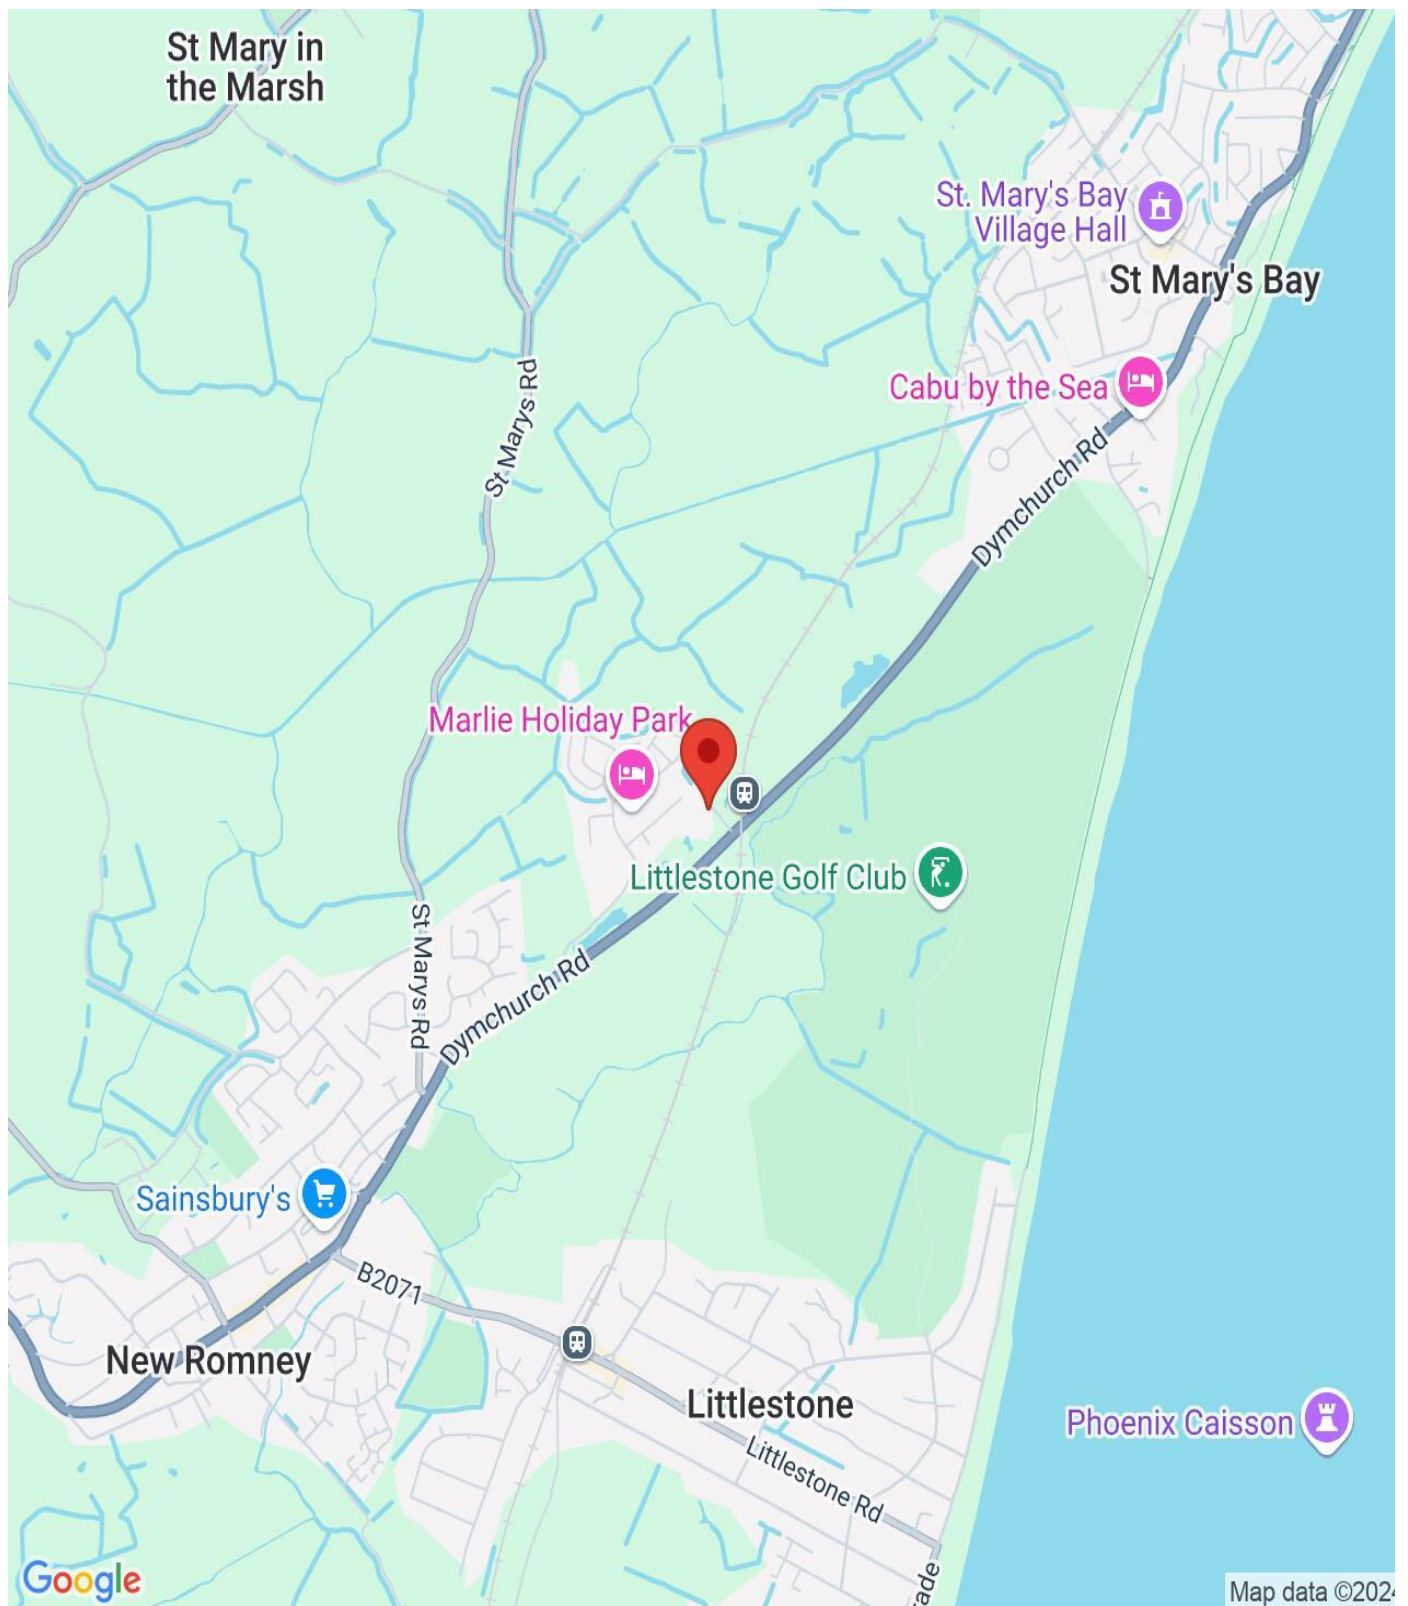 St Mary in
the Marsh
St. Mary's Bay
Village Hall
St Mary's Bay
Cabu by the Sea
St Marys Rd
Dymchurch Rd
Marlie Holiday Park
Littlestone Golf Club
St Marys Rd
Dymchurch Rd
Sainsbury's
B2071
New Romney
Littlestone
Phoenix Caisson
Littlestone Rd
Google
Map data ©2024